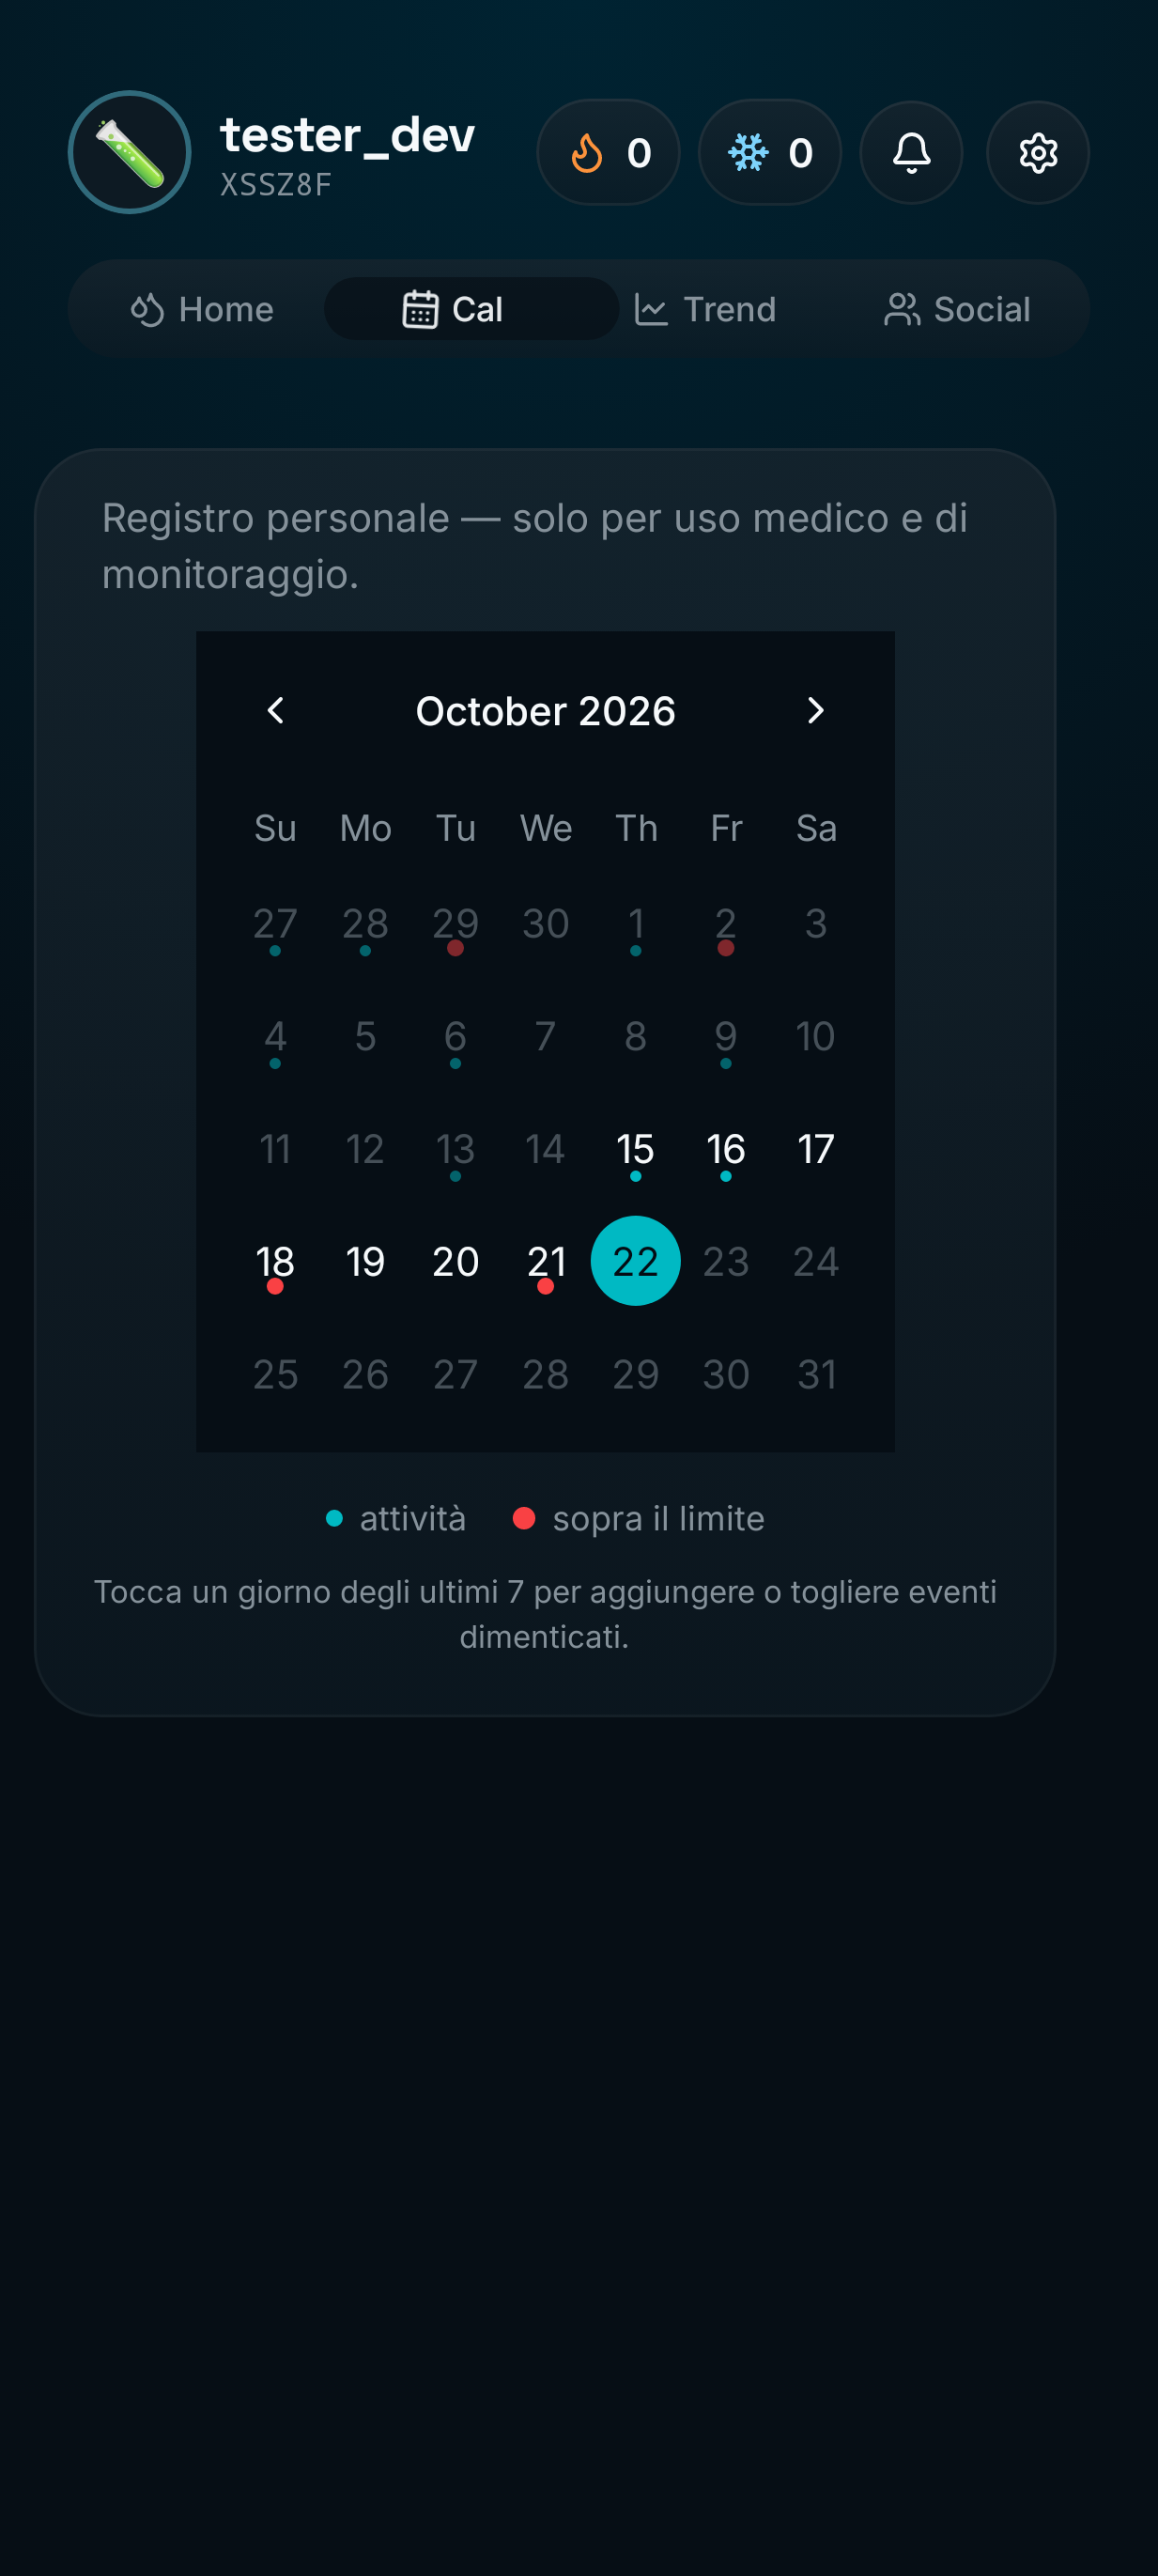 tester_dev
XSSZ8F
0
0
Home
Cal
Trend
Social
Registro personale — solo per uso medico e di
monitoraggio.
October 2026
Su Mo Tu We Th Fr Sa
27 28 29 30 1 2 3
4 5 6 7 8 9 10
11 12 13 14 15 16 17
18 19 20 21 22 23 24
25 26 27 28 29 30 31
attività
sopra il limite
Tocca un giorno degli ultimi 7 per aggiungere o togliere eventi
dimenticati.